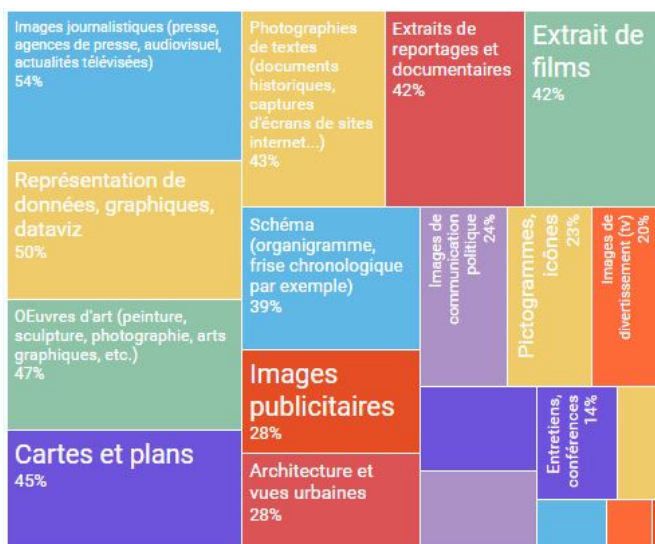 Images journalistiques (presse,
agences de presse, audiovisuel,
actualités télévisées)
54%
Représentation de
données, graphiques,
dataviz
50%
OEuvres d'art (peinture,
sculpture, photographie, arts
graphiques, etc.)
47%
Cartes et plans
45%
Photographies
de textes
(documents
historiques,
captures
d'écrans de sites
internet...)
43%
Extraits de
reportages et
documentaires
42%
Extrait de
films
42%
Schéma
(organigramme,
frise chronologique
par exemple)
39%
Images
publicitaires
28%
Architecture et
vues urbaines
28%
Images de
communication
politique
24%
Pictogrammes,
icônes
23%
Images de
divertissement (tv)
20%
Entretiens,
conférences
14%